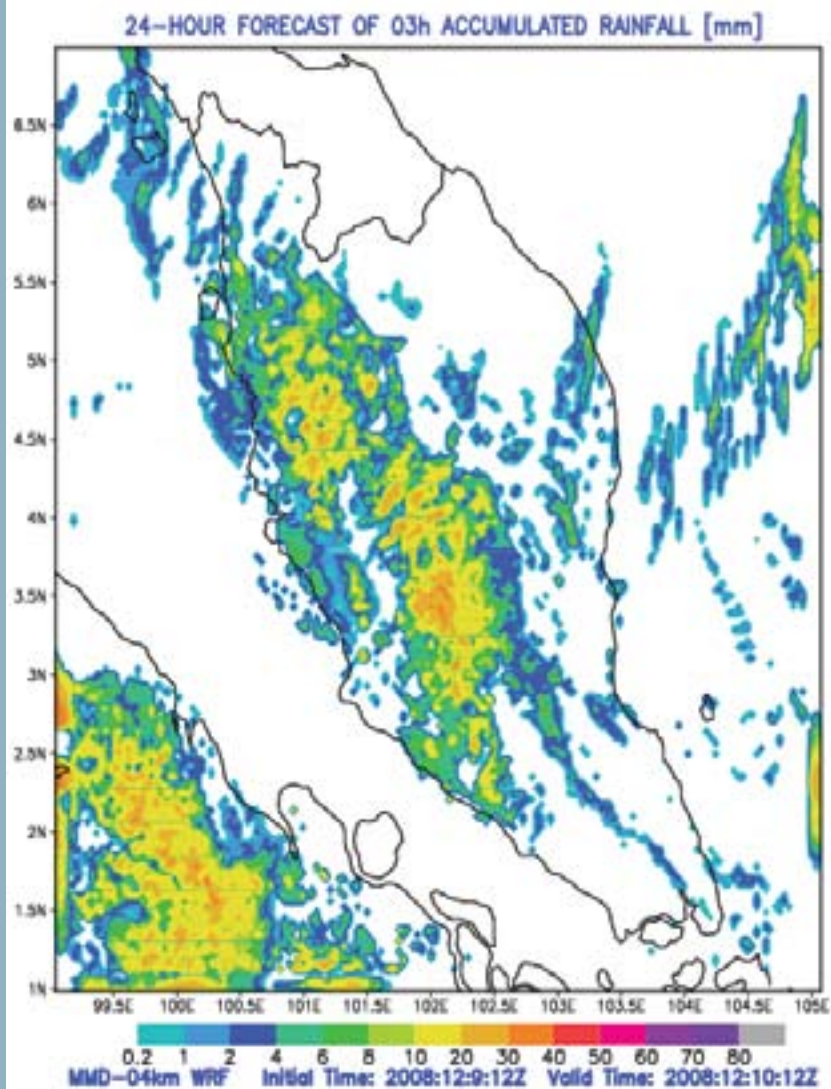 24-HOUR FORECAST OF 03h ACCUMULATED RAINFALL [mm]
6.5N
6N
5.5N
5N
4.5N
4N
3.5N
3N
2.5N
2N
1.5N
1N
99.5E 100E 100.5E 101E 101.5E 102E 102.5E 103E 103.5E 104E 104.5E 105E
0.2 1 2 4 6 8 10 20 30 40 50 60 70 80
MMD-04km WRF Initial Time: 2008:12:9:12Z Valid Time: 2008:12:10:12Z